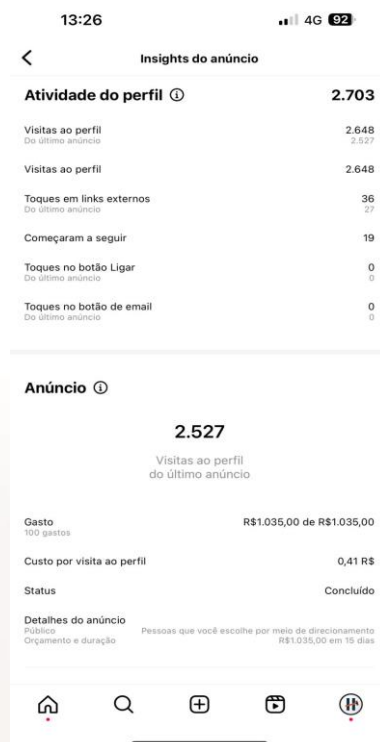 13:26
4G 92
Insights do anúncio
Atividade do perfil
2.703
Visitas ao perfil
2.648
Do último anúncio
2.527
Visitas ao perfil
2.648
Toques em links externos
36
Do último anúncio
27
Começaram a seguir
19
Toques no botão Ligar
0
Do último anúncio
0
Toques no botão de email
0
Do último anúncio
0
Anúncio
2.527
Visitas ao perfil
do último anúncio
Gasto
R$1.035,00 de R$1.035,00
100 gastos
Custo por visita ao perfil
0,41 R$
Status
Concluído
Detalhes do anúncio
Público
Pessoas que você escolhe por meio de direcionamento
Orçamento e duração
R$1.035,00 em 15 dias